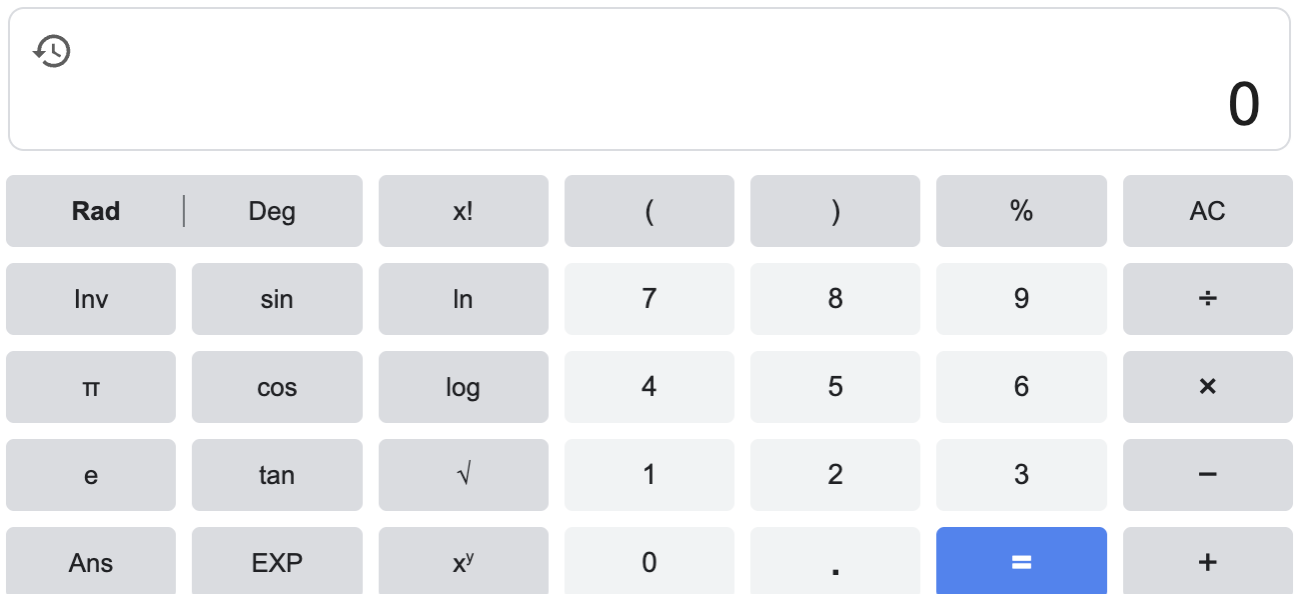 0
Rad | Deg x! ( ) % AC
Inv sin ln 7 8 9 ÷
π cos log 4 5 6 ×
e tan √ 1 2 3 −
Ans EXP xʸ 0 . = +